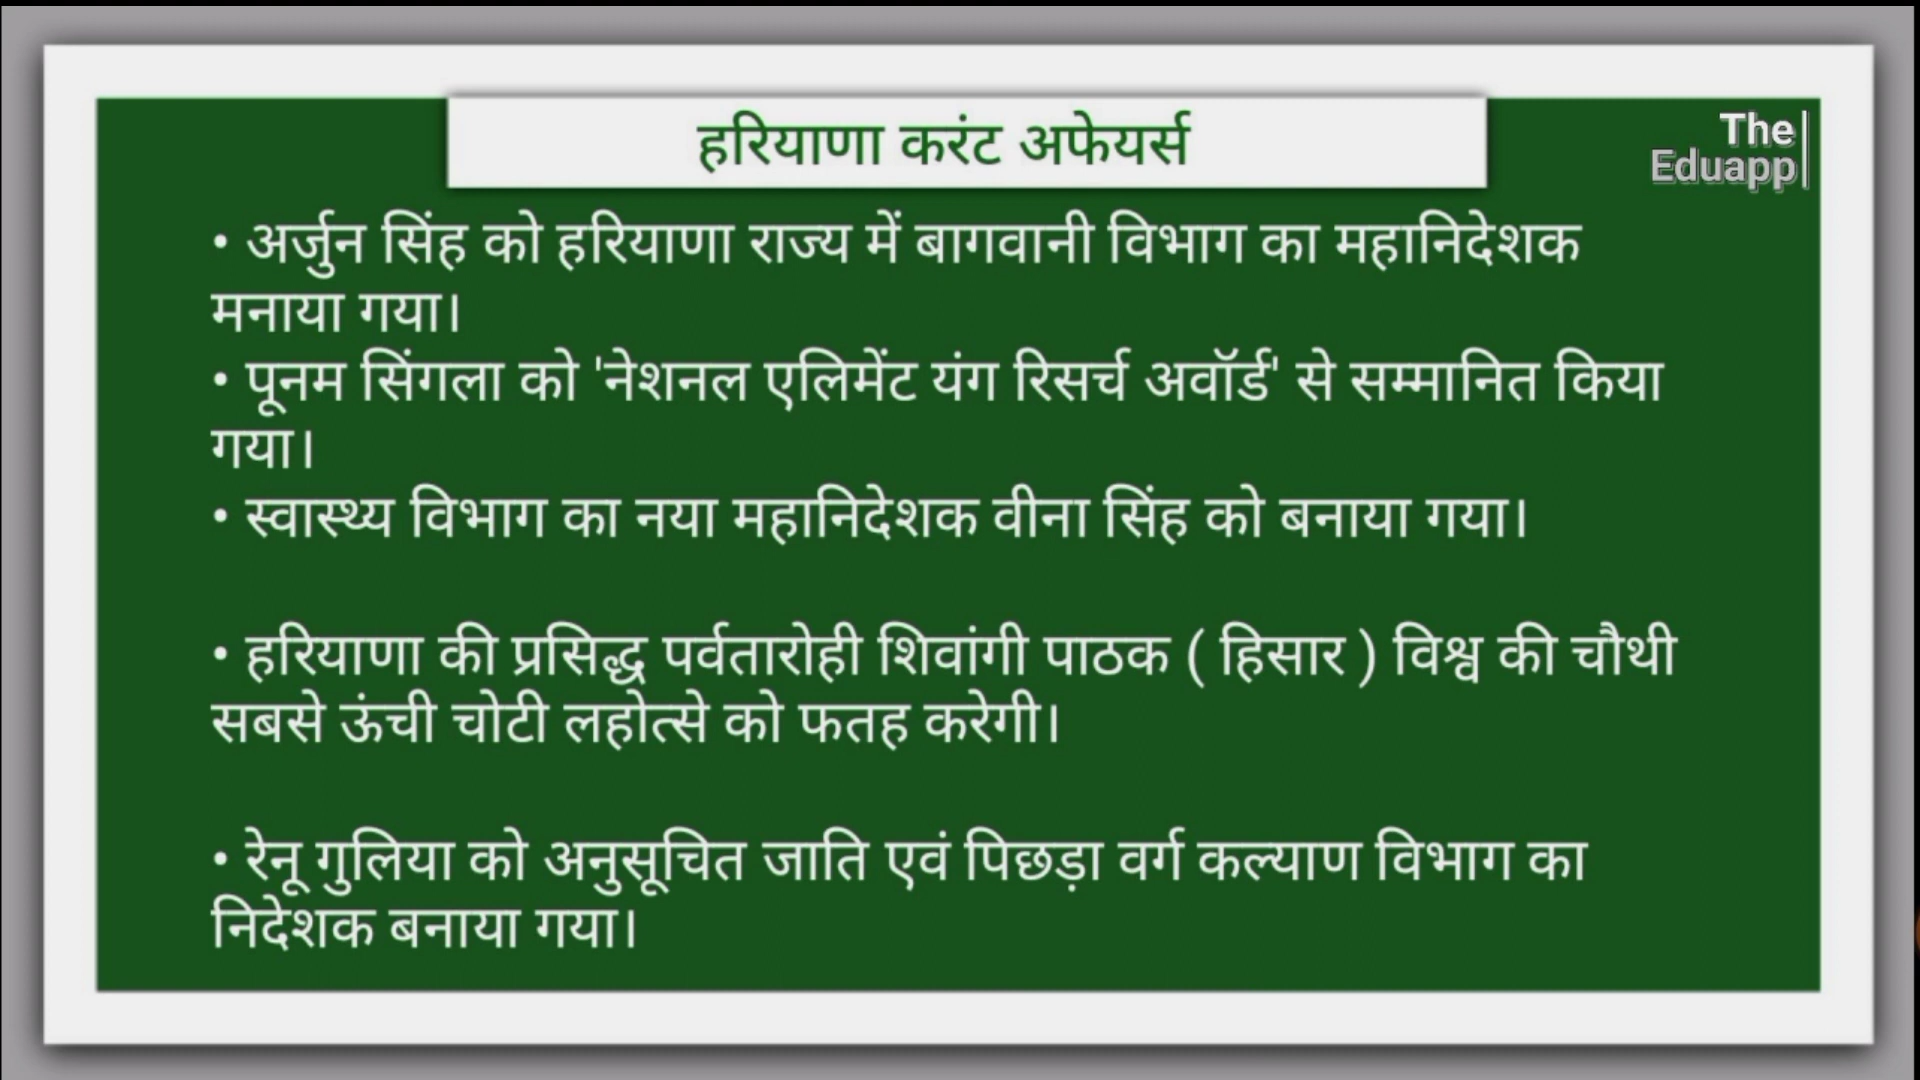 हरियाणा करंट अफेयर्स
The
Eduapp
• अर्जुन सिंह को हरियाणा राज्य में बागवानी विभाग का महानिदेशक
मनाया गया।
• पूनम सिंगला को 'नेशनल एलिमेंट यंग रिसर्च अवॉर्ड' से सम्मानित किया
गया।
• स्वास्थ्य विभाग का नया महानिदेशक वीना सिंह को बनाया गया।
• हरियाणा की प्रसिद्ध पर्वतारोही शिवांगी पाठक ( हिसार ) विश्व की चौथी
सबसे ऊंची चोटी लहोत्से को फतह करेगी।
• रेनू गुलिया को अनुसूचित जाति एवं पिछड़ा वर्ग कल्याण विभाग का
निदेशक बनाया गया।